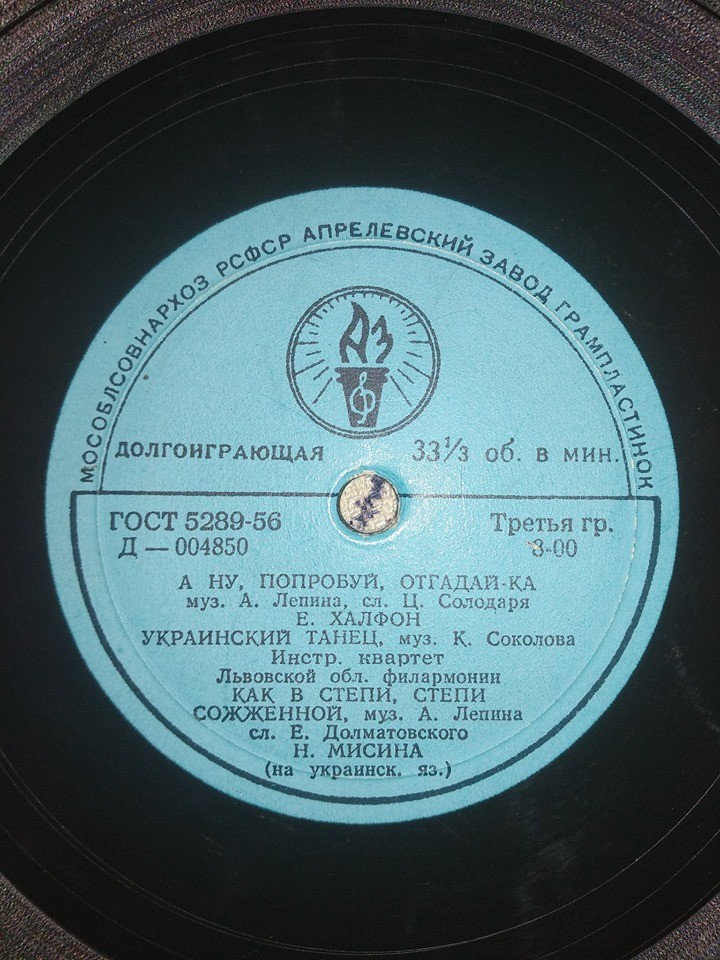 МОСОБЛСОВНАРХОЗ РСФСР АПРЕЛЕВСКИЙ ЗАВОД ГРАМПЛАСТИНОК
АЗ
ДОЛГОИГРАЮЩАЯ 33⅓ об. в мин.
ГОСТ 5289-56 Третья гр.
Д — 004850 8-00
А НУ, ПОПРОБУЙ, ОТГАДАЙ-КА
муз. А. Лепина, сл. Ц. Солодаря
Е. ХАЛФОН
УКРАИНСКИЙ ТАНЕЦ, муз. К. Соколова
Инстр. квартет
Львовской обл. филармонии
КАК В СТЕПИ, СТЕПИ
СОЖЖЕННОЙ, муз. А. Лепина
сл. Е. Долматовского
Н. МИСИНА
(на украинск. яз.)